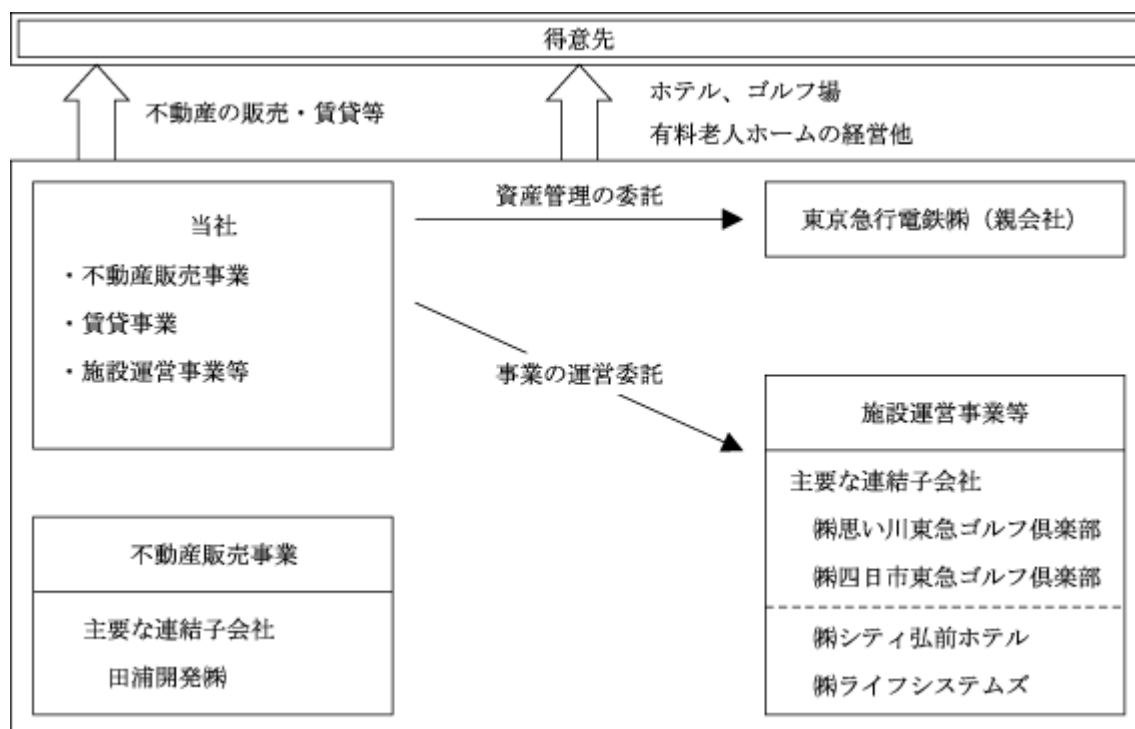 得意先
不動産の販売・賃貸等
ホテル、ゴルフ場
有料老人ホームの経営他
当社
・不動産販売事業
・賃貸事業
・施設運営事業等
資産管理の委託
東京急行電鉄㈱（親会社）
事業の運営委託
施設運営事業等
主要な連結子会社
㈱思い川東急ゴルフ倶楽部
㈱四日市東急ゴルフ倶楽部
㈱シティ弘前ホテル
㈱ライフシステムズ
不動産販売事業
主要な連結子会社
田浦開発㈱